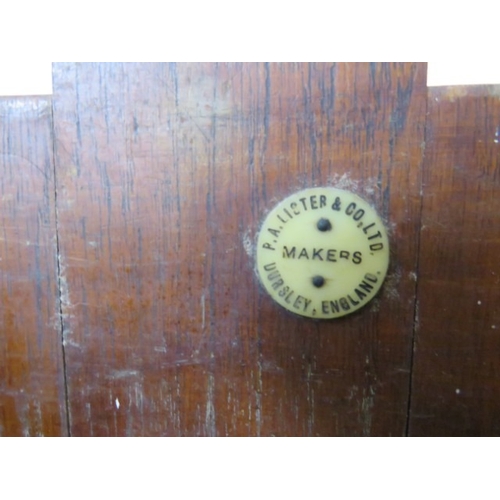 R.A. LISTER & CO. LTD.
MAKERS
DURSLEY, ENGLAND.